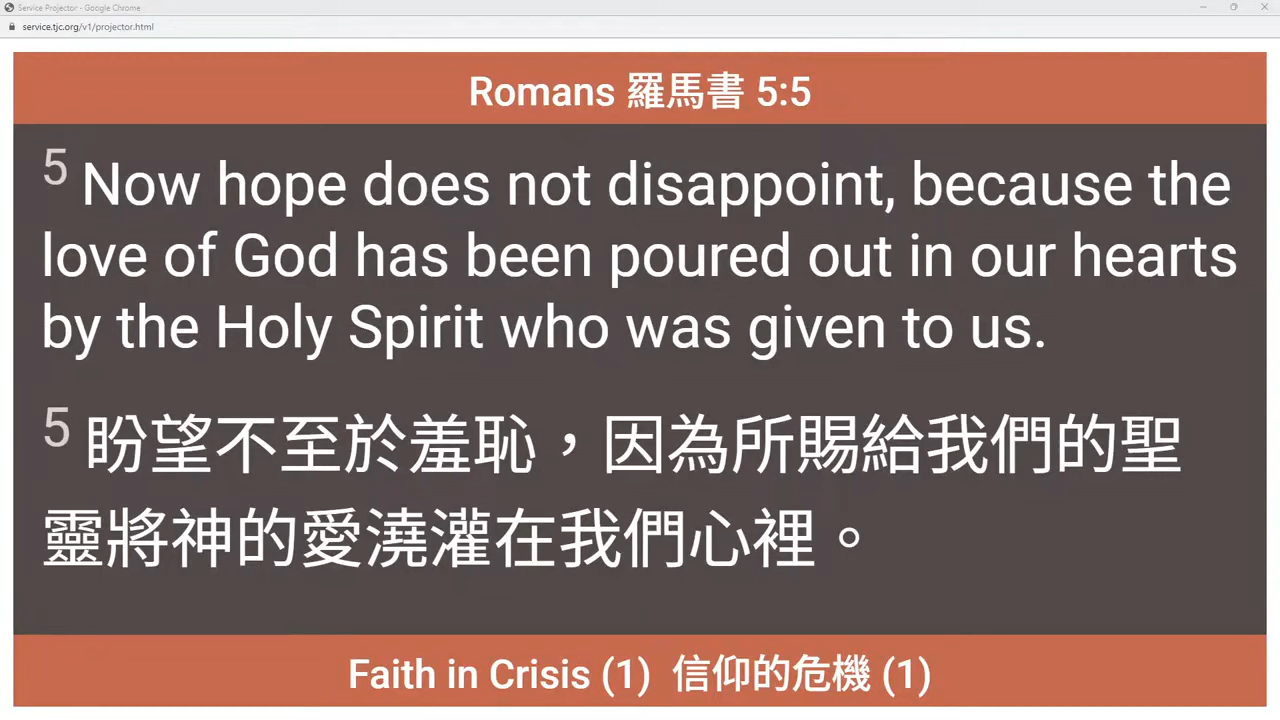 Service Projector - Google Chrome
service.tjc.org/v1/projector.html
Romans 羅馬書 5:5
5 Now hope does not disappoint, because the
love of God has been poured out in our hearts
by the Holy Spirit who was given to us.
5 盼望不至於羞恥，因為所賜給我們的聖
靈將神的愛澆灌在我們心裡。
Faith in Crisis (1) 信仰的危機 (1)